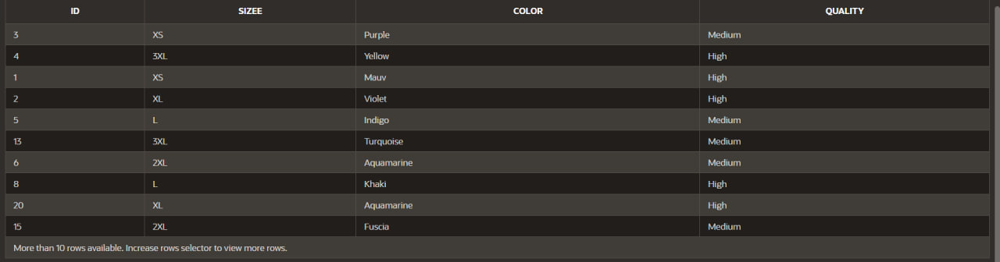 ID SIZEE COLOR QUALITY
3 XS Purple Medium
4 3XL Yellow High
1 XS Mauv High
2 XL Violet High
5 L Indigo Medium
13 3XL Turquoise Medium
6 2XL Aquamarine Medium
8 L Khaki High
20 XL Aquamarine High
15 2XL Fuscia Medium
More than 10 rows available. Increase rows selector to view more rows.